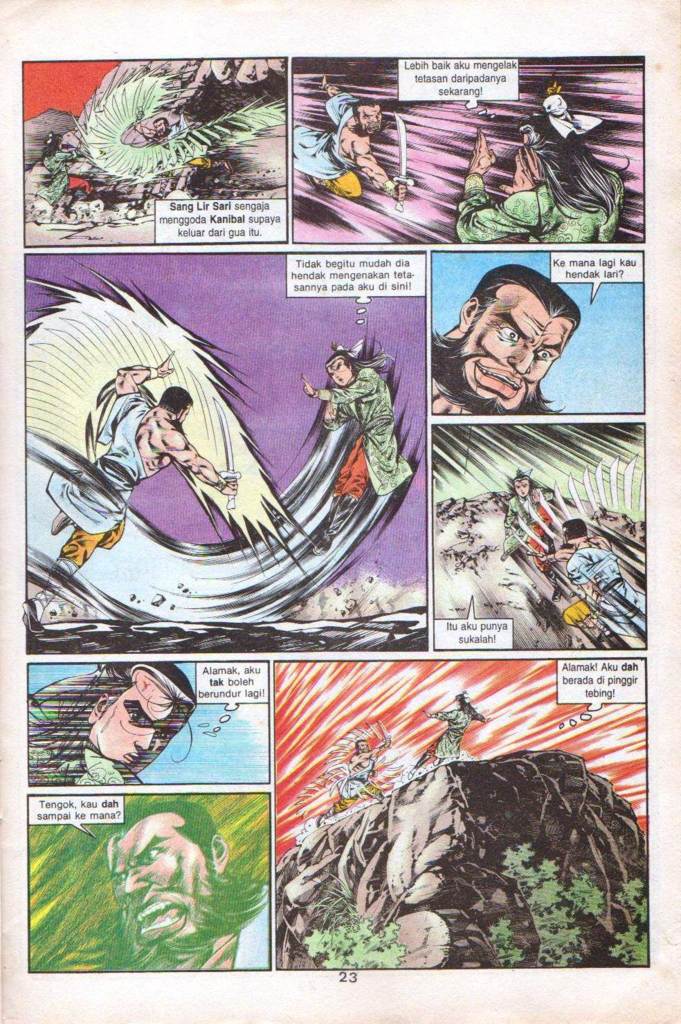 Sang Lir Sari sengaja
menggoda Kanibal supaya
keluar dari gua itu.
Lebih baik aku mengelak
tetasan daripadanya
sekarang!
Tidak begitu mudah dia
hendak mengenakan teta-
sannya pada aku di sini!
Ke mana lagi kau
hendak lari?
Itu aku punya
sukalah!
Alamak, aku
tak boleh
berundur lagi!
Alamak! Aku dah
berada di pinggir
tebing!
Tengok, kau dah
sampai ke mana?
23